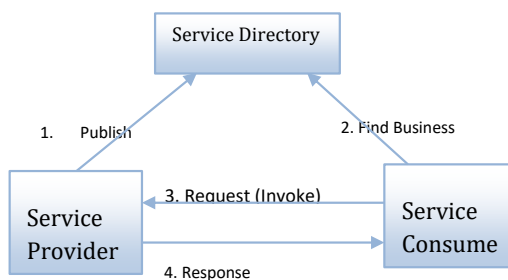 Service Directory
1. Publish
2. Find Business
3. Request (Invoke)
Service
Provider
Service
Consume
4. Response